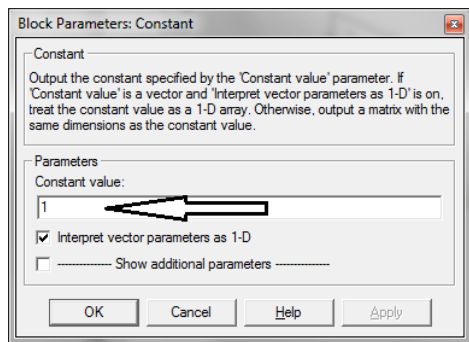 Block Parameters: Constant
Constant
Output the constant specified by the 'Constant value' parameter. If
'Constant value' is a vector and 'Interpret vector parameters as 1-D' is on,
treat the constant value as a 1-D array. Otherwise, output a matrix with the
same dimensions as the constant value.
Parameters
Constant value:
1
Interpret vector parameters as 1-D
--------------- Show additional parameters ---------------
OK Cancel Help Apply